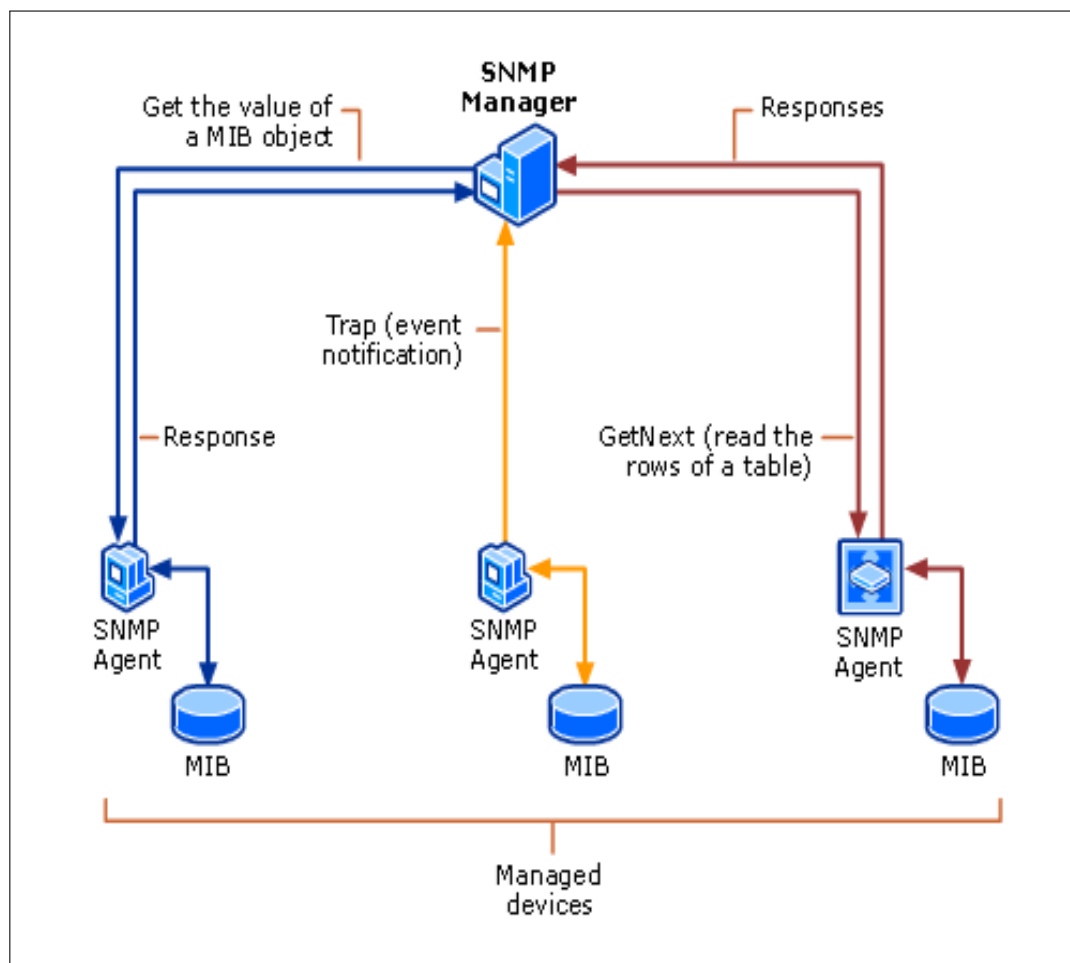 SNMP
Manager
Get the value of
a MIB object
Responses
Trap (event
notification)
Response
GetNext (read the
rows of a table)
SNMP
Agent
SNMP
Agent
SNMP
Agent
MIB
MIB
MIB
Managed
devices